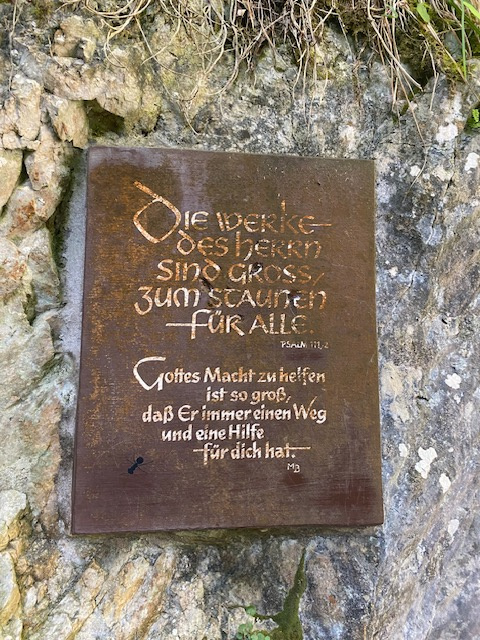 DIE WERKE
DES HERRN
SIND GROSS,
ZUM STAUNEN
FÜR ALLE.
PSALM 111,2
Gottes Macht zu helfen
ist so groß,
daß Er immer einen Weg
und eine Hilfe
für dich hat.
MB